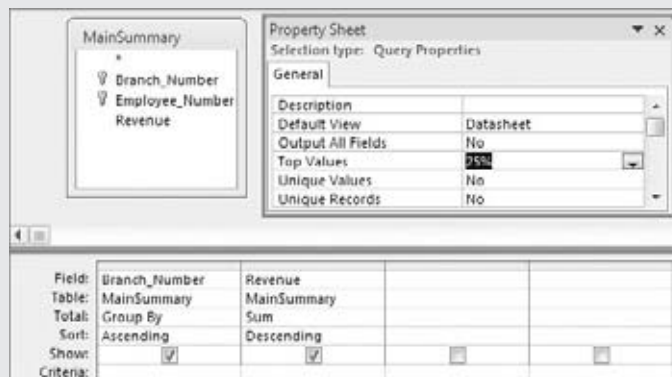 MainSummary
*
Branch_Number
Employee_Number
Revenue
Property Sheet
Selection type: Query Properties
General
Description
Default View Datasheet
Output All Fields No
Top Values 25%
Unique Values No
Unique Records No
Field: Branch_Number Revenue
Table: MainSummary MainSummary
Total: Group By Sum
Sort: Ascending Descending
Show:
Criteria: